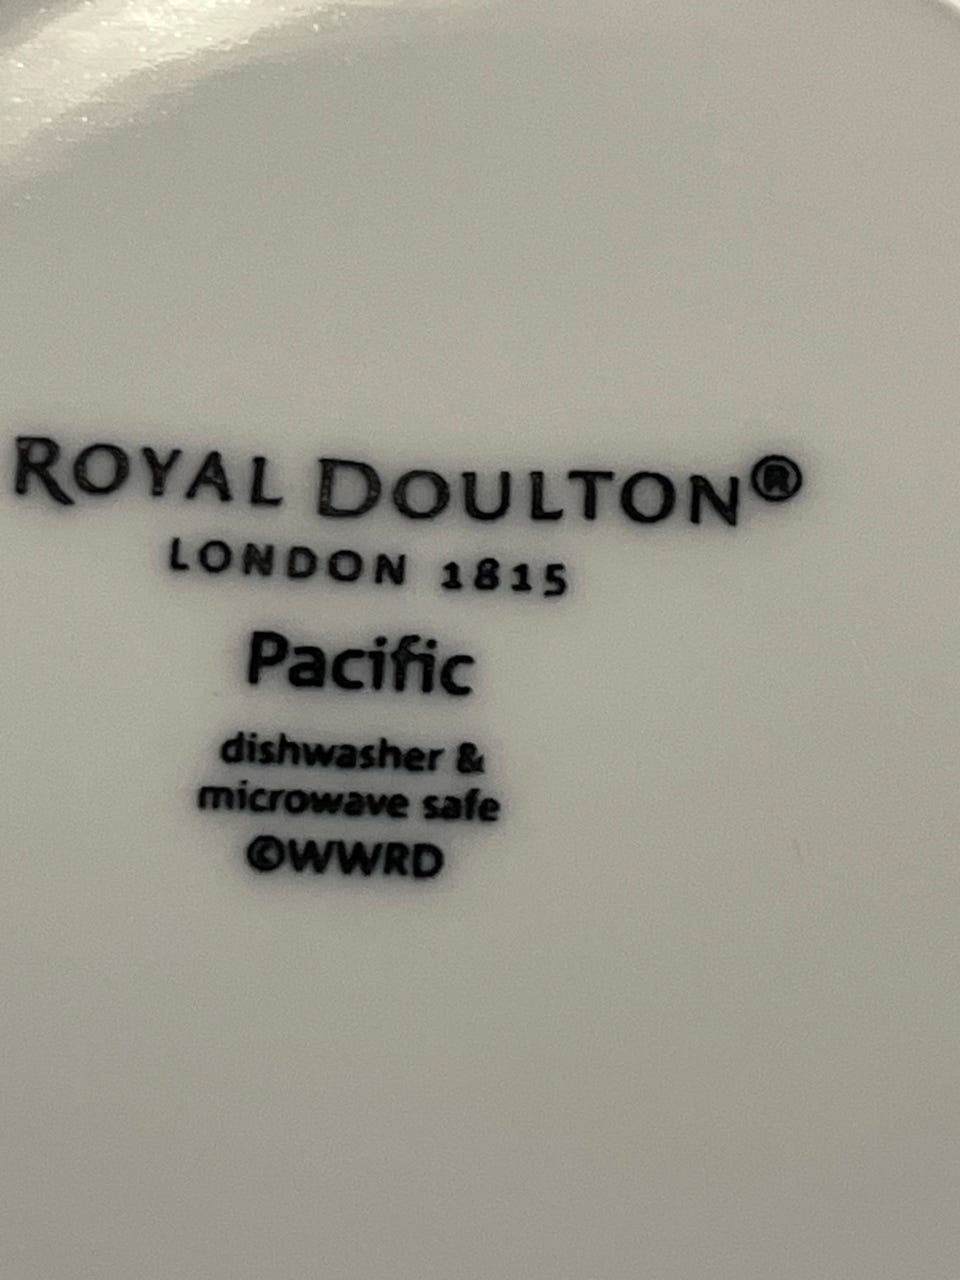 ROYAL DOULTON®
LONDON 1815
Pacific
dishwasher &
microwave safe
©WWRD